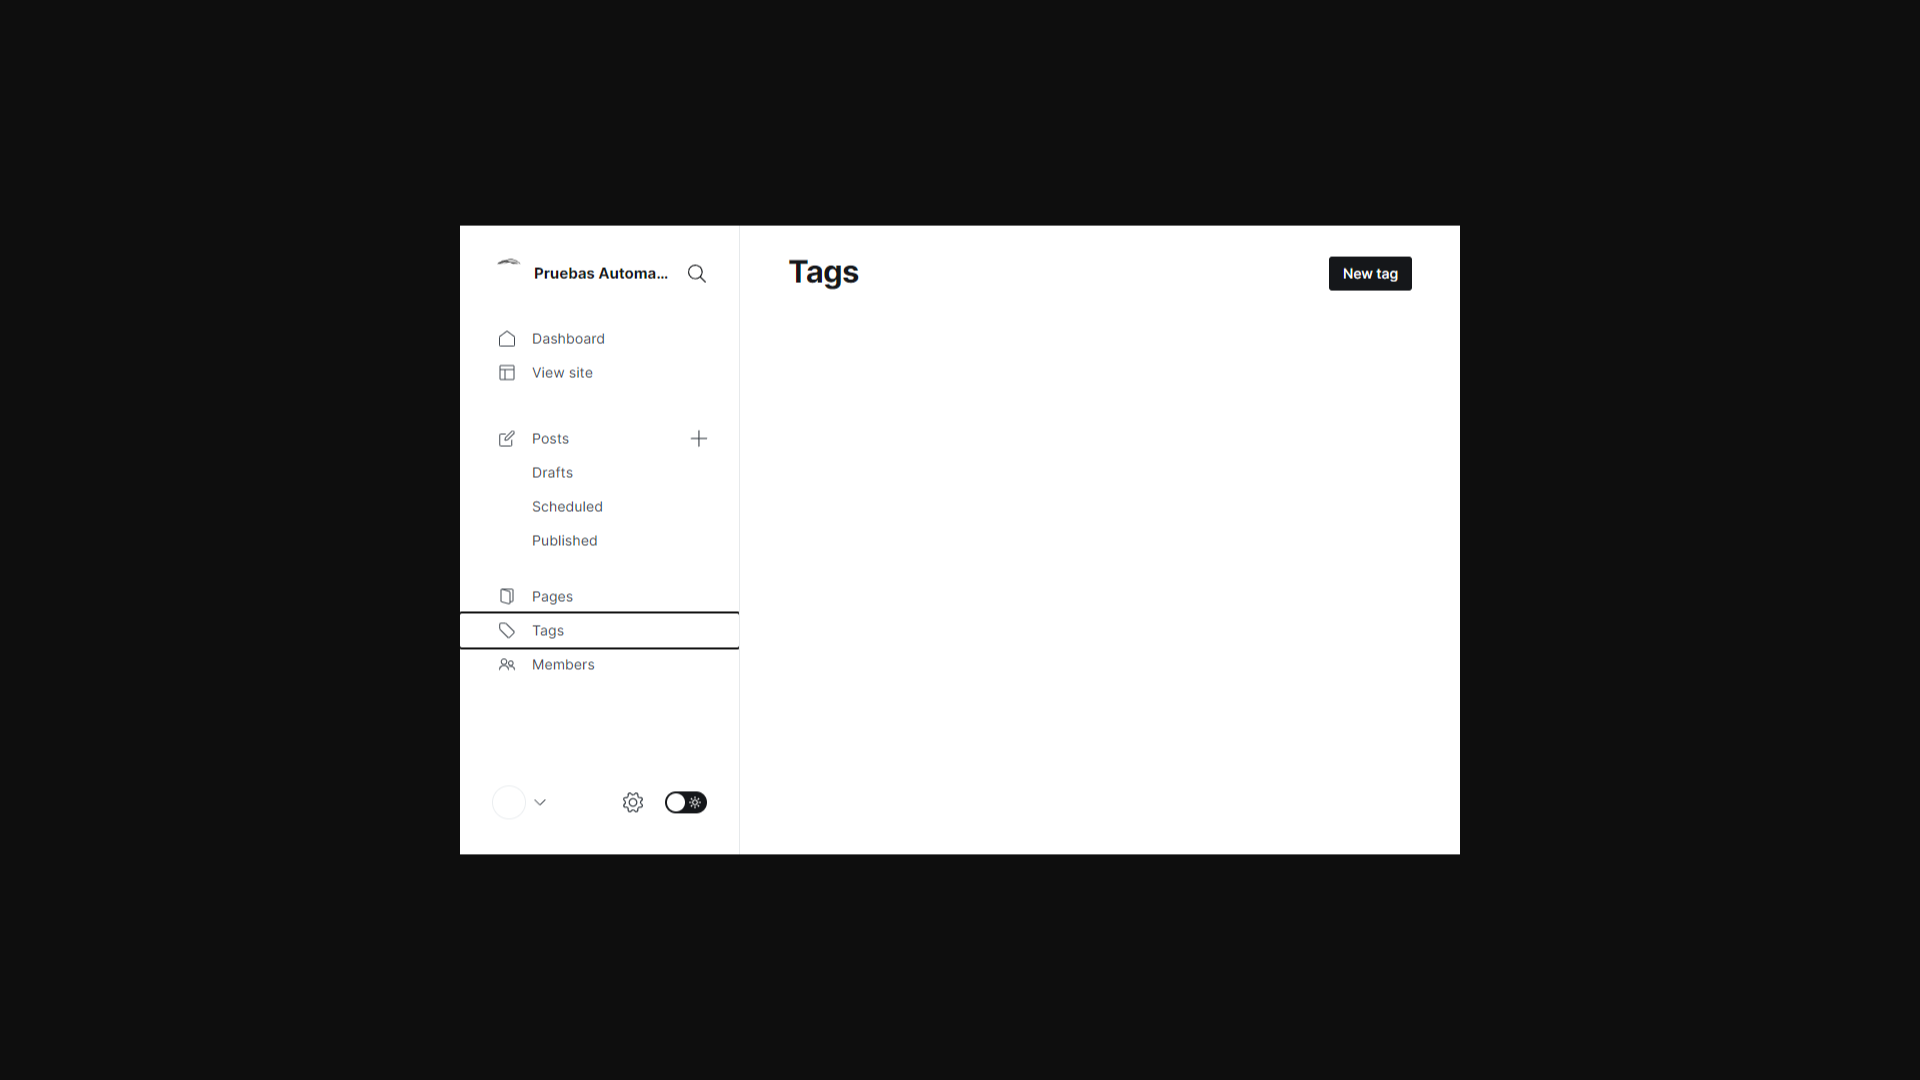 Pruebas Automa...
Tags
New tag
Dashboard
View site
Posts
Drafts
Scheduled
Published
Pages
Tags
Members